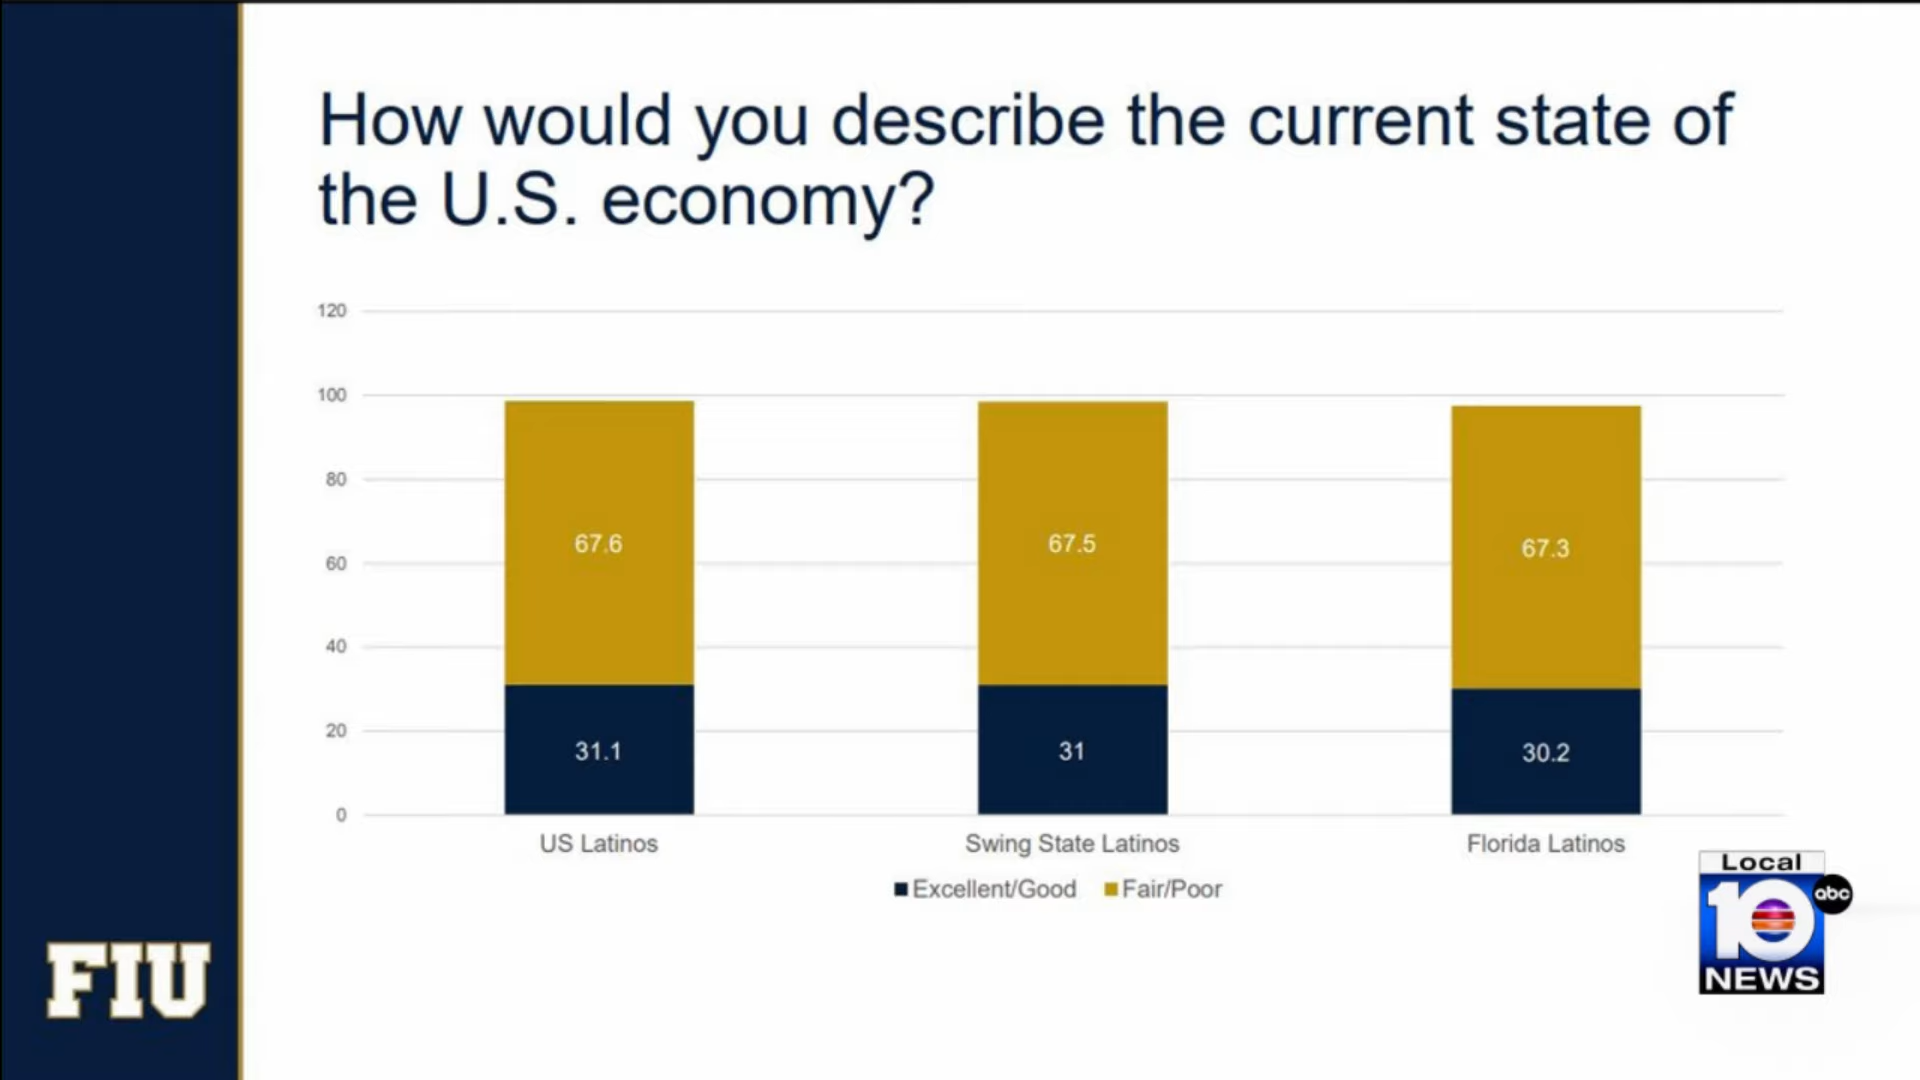 How would you describe the current state of
the U.S. economy?
120
100
80
60
40
20
0
67.6
67.5
67.3
31.1
31
30.2
US Latinos
Swing State Latinos
Florida Latinos
Excellent/Good
Fair/Poor
FIU
Local
10
abc
NEWS